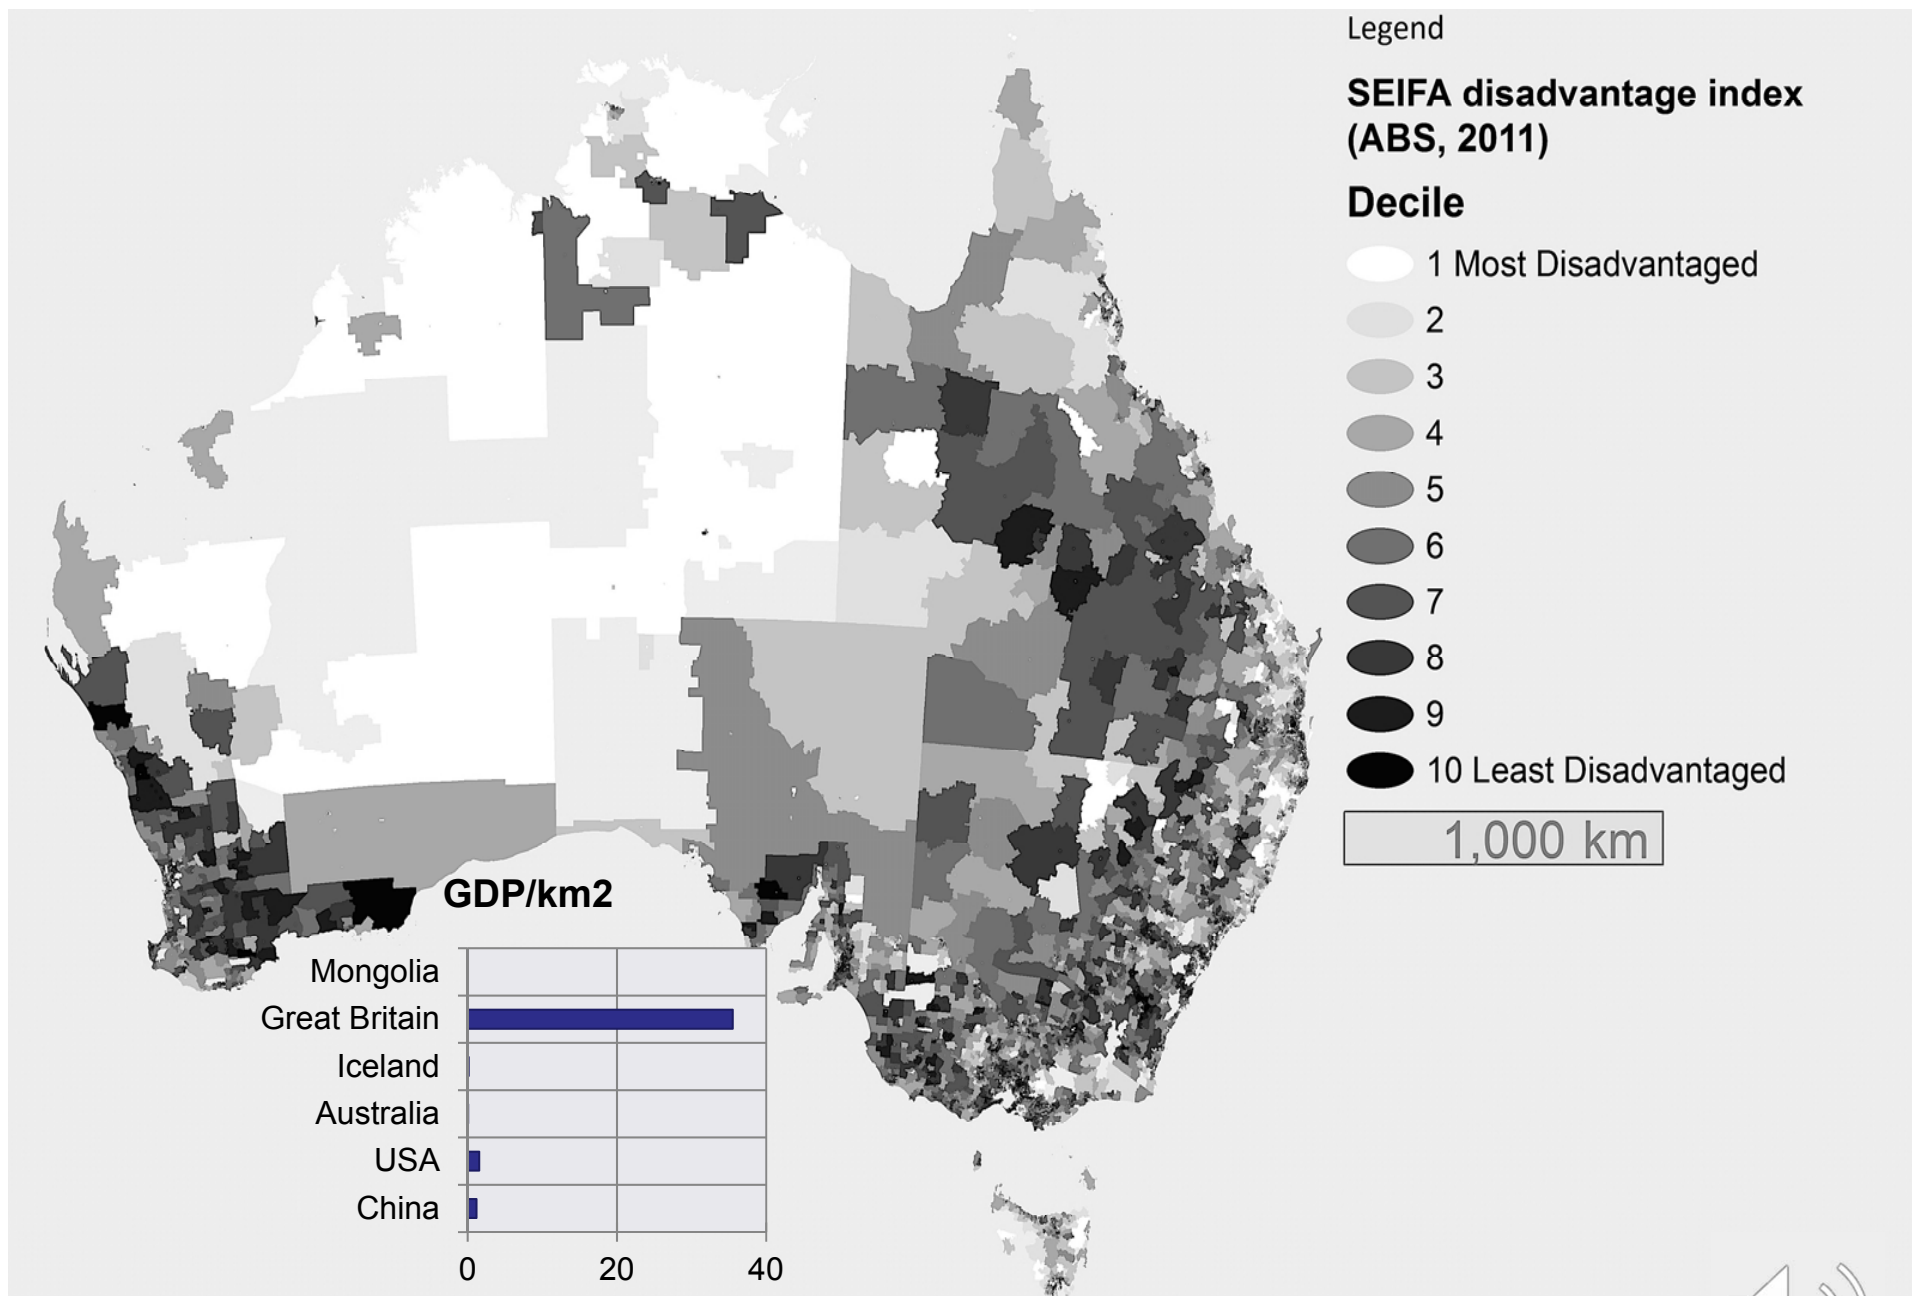 Legend
SEIFA disadvantage index
(ABS, 2011)
Decile
1 Most Disadvantaged
2
3
4
5
6
7
8
9
10 Least Disadvantaged
1,000 km
GDP/km2
Mongolia
Great Britain
Iceland
Australia
USA
China
0 20 40